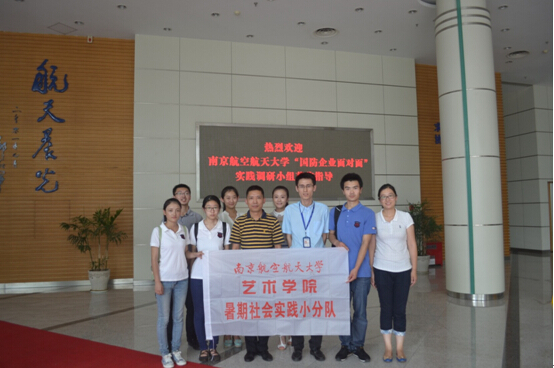 航天展览
热烈欢迎
南京航空航天大学“国防企业面对面”
实践调研小组
指导
南京航空航天大学
艺术学院
暑期社会实践小分队